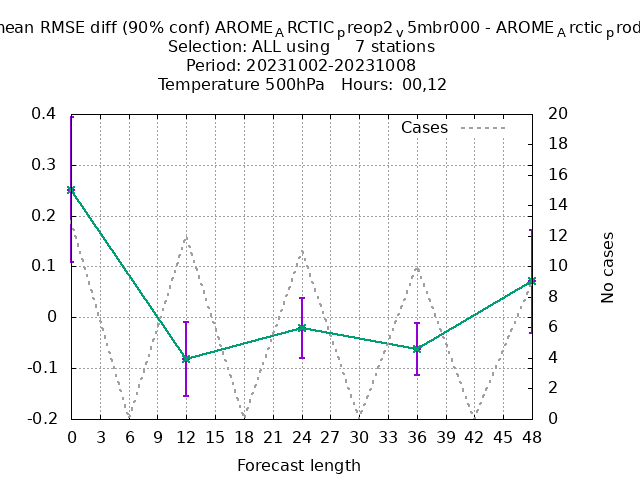 RMSE diff (90% conf) AROME_ARCTIC_preop2_v5mbr000 - AROME_Arctic_prod
Selection: ALL using 7 stations
Period: 20231002-20231008
Temperature 500hPa Hours: 00,12
Cases
0.4
0.3
0.2
0.1
0
-0.1
-0.2
20
18
16
14
12
10
8
6
4
2
0
No cases
0 3 6 9 12 15 18 21 24 27 30 33 36 39 42 45 48
Forecast length